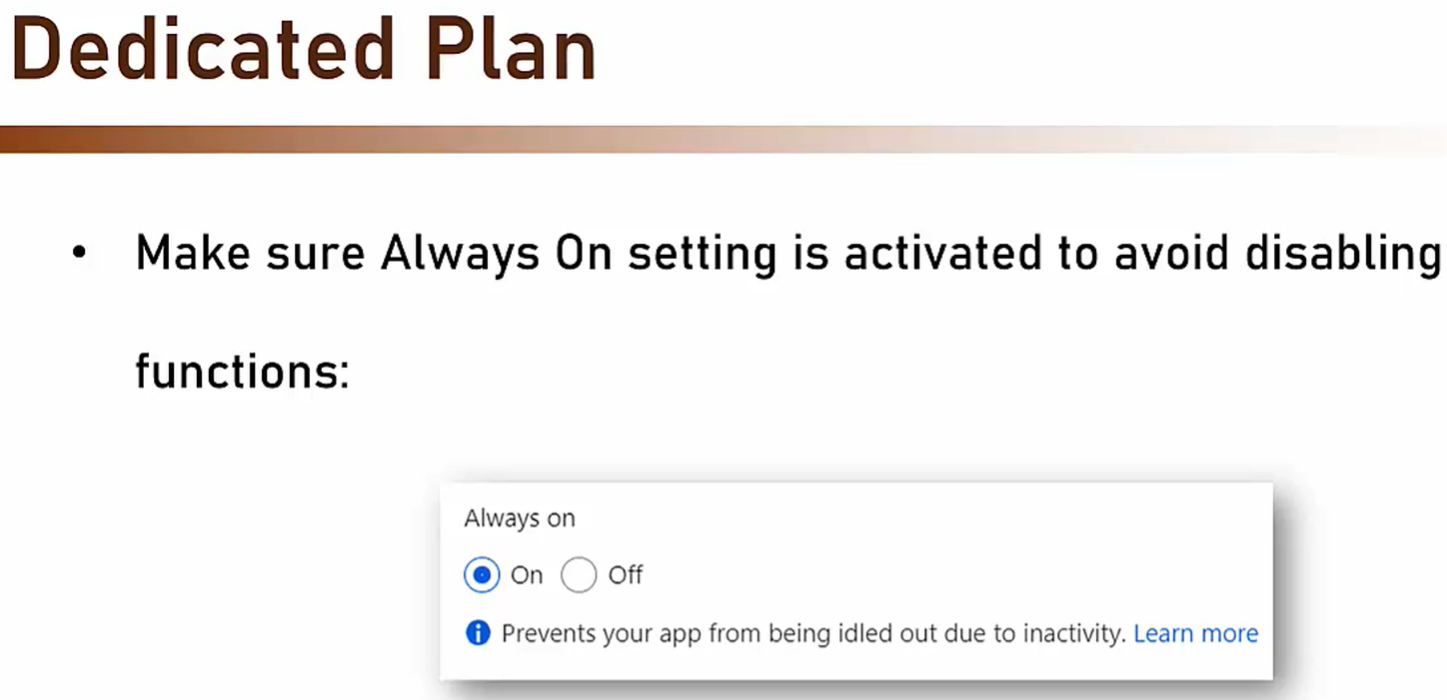 Dedicated Plan
• Make sure Always On setting is activated to avoid disabling
functions:
Always on
On Off
Prevents your app from being idled out due to inactivity. Learn more